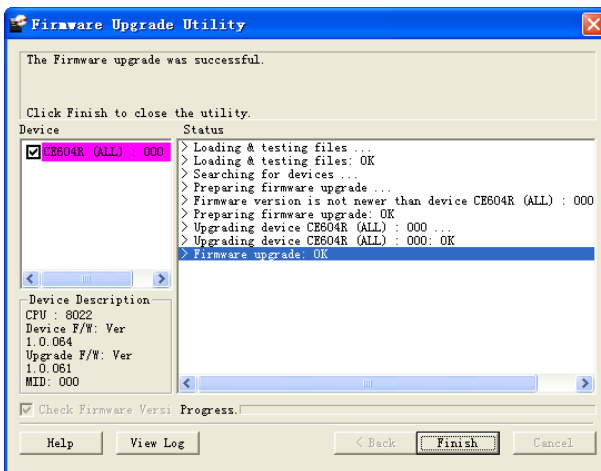 Firmware Upgrade Utility
The Firmware upgrade was successful.
Click Finish to close the utility.
Device
Status
CE604R (ALL) : 000
> Loading & testing files ...
> Loading & testing files: OK
> Searching for devices ...
> Preparing firmware upgrade ...
> Firmware version is not newer than device CE604R (ALL) : 000
> Preparing firmware upgrade: OK
> Upgrading device CE604R (ALL) : 000 ...
> Upgrading device CE604R (ALL) : 000: OK
> Firmware upgrade: OK
Device Description
CPU : 8022
Device F/W: Ver
1.0.064
Upgrade F/W: Ver
1.0.061
MID: 000
Check Firmware Versi Progress.
Help View Log < Back Finish Cancel